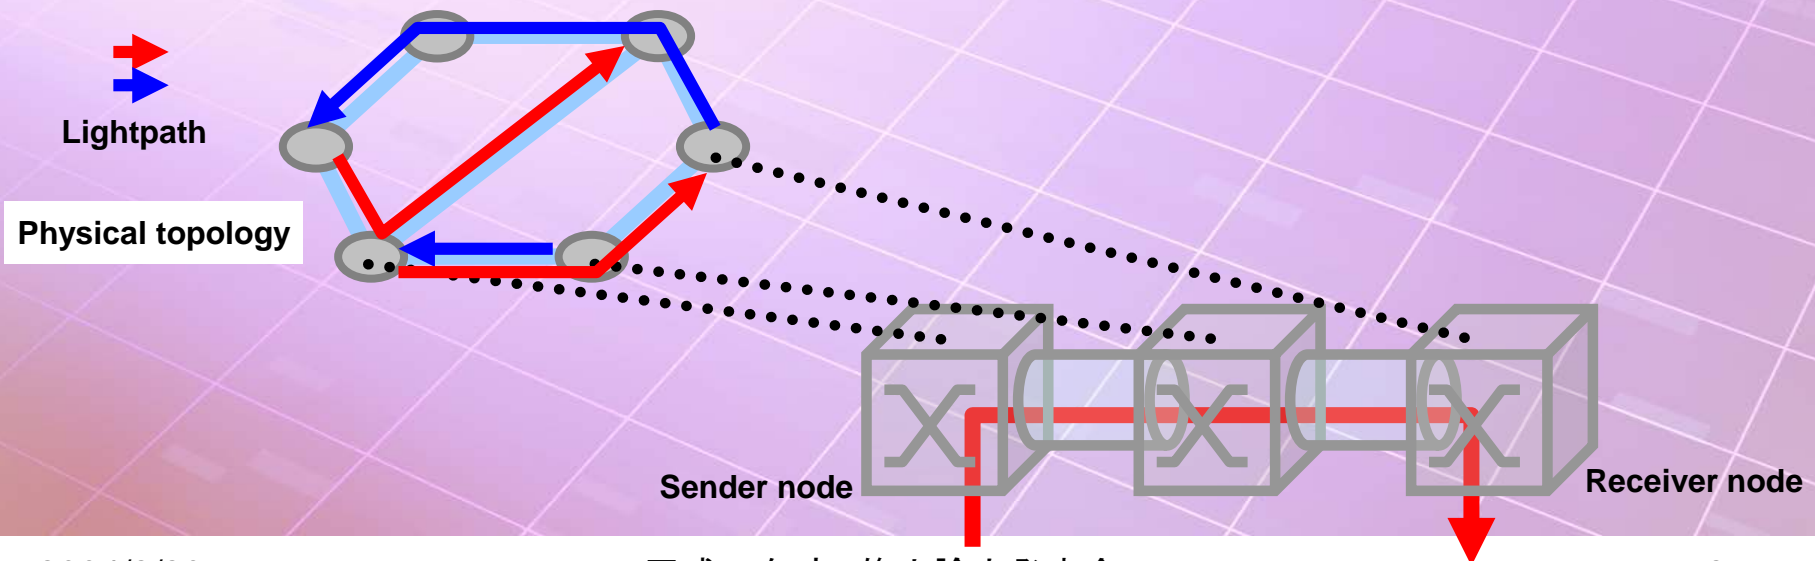 Lightpath
Physical topology
Sender node
Receiver node